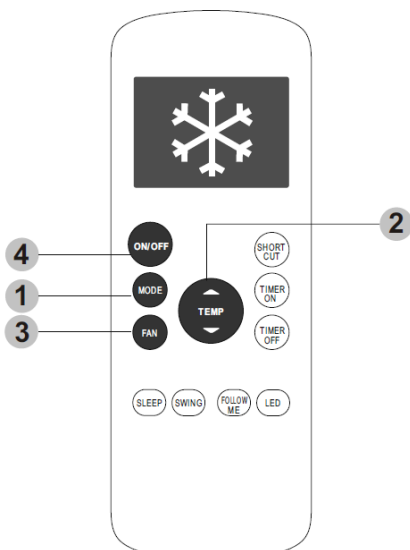 2
ON/OFF
4
SHORT
CUT
MODE
1
TEMP
TIMER
ON
FAN
3
TIMER
OFF
SLEEP
SWING
FOLLOW
ME
LED